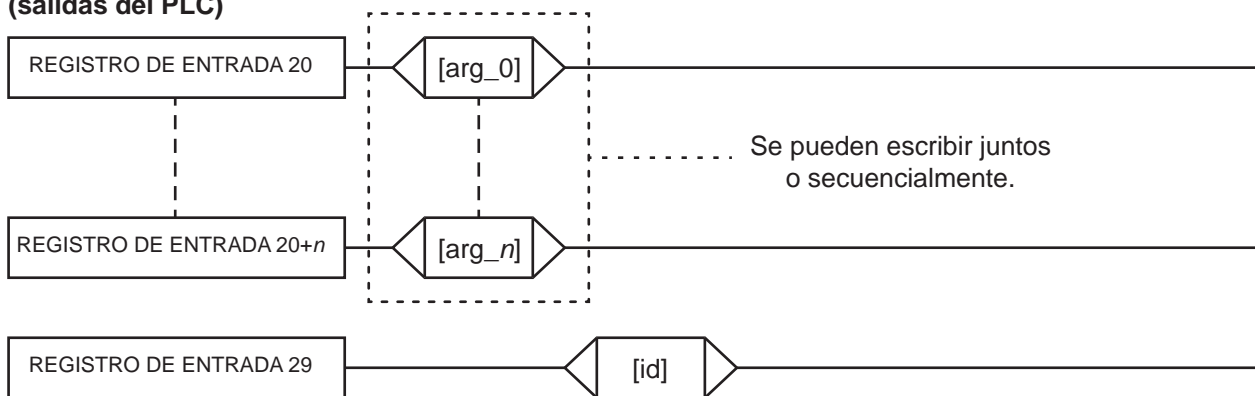 (salidas del PLC)
REGISTRO DE ENTRADA 20
[arg_0]
Se pueden escribir juntos
o secuencialmente.
REGISTRO DE ENTRADA 20+n
[arg_n]
REGISTRO DE ENTRADA 29
[id]